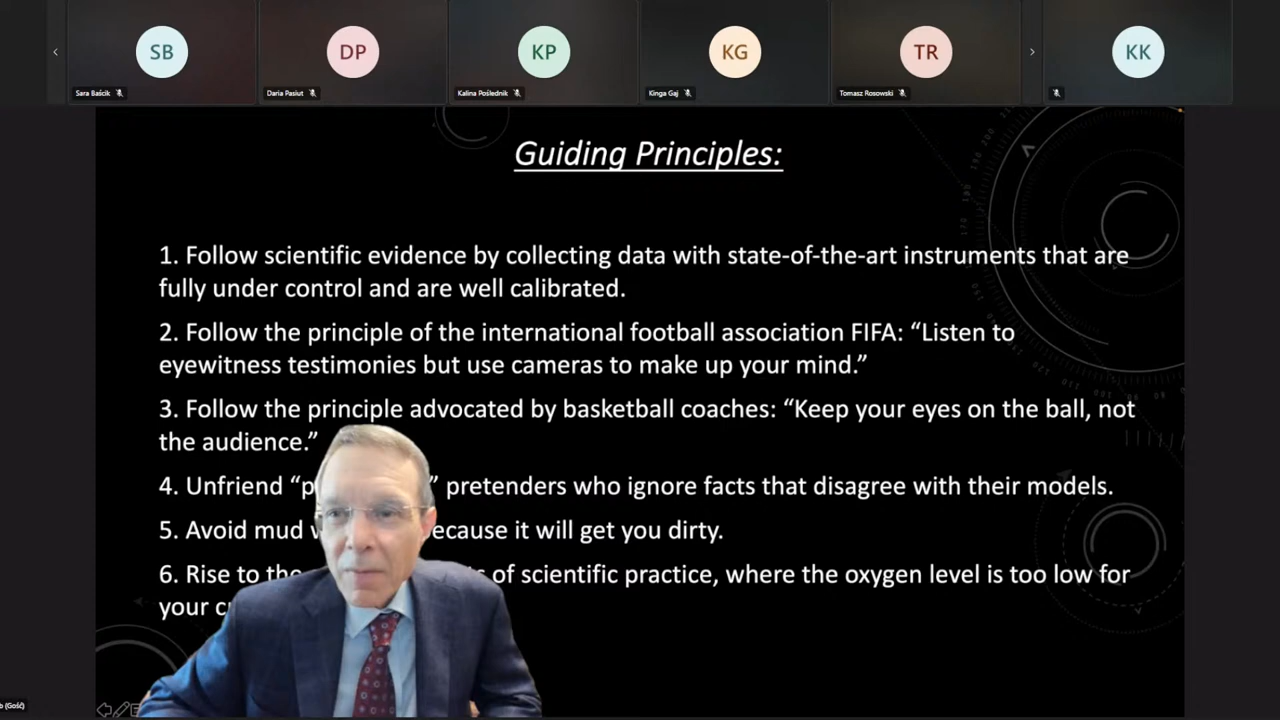 SB
DP
KP
KG
TR
KK
Sara Baścik
Daria Pasiut
Kalina Poślednik
Kinga Gaj
Tomasz Rosowski
Guiding Principles:
1. Follow scientific evidence by collecting data with state-of-the-art instruments that are
fully under control and are well calibrated.
2. Follow the principle of the international football association FIFA: “Listen to
eyewitness testimonies but use cameras to make up your mind.”
3. Follow the principle advocated by basketball coaches: “Keep your eyes on the ball, not
the audience.”
4. Unfriend ” pretenders who ignore facts that disagree with their models.
5. Avoid mud it will get you dirty.
6. Rise to the of scientific practice, where the oxygen level is too low for
your
(Gość)